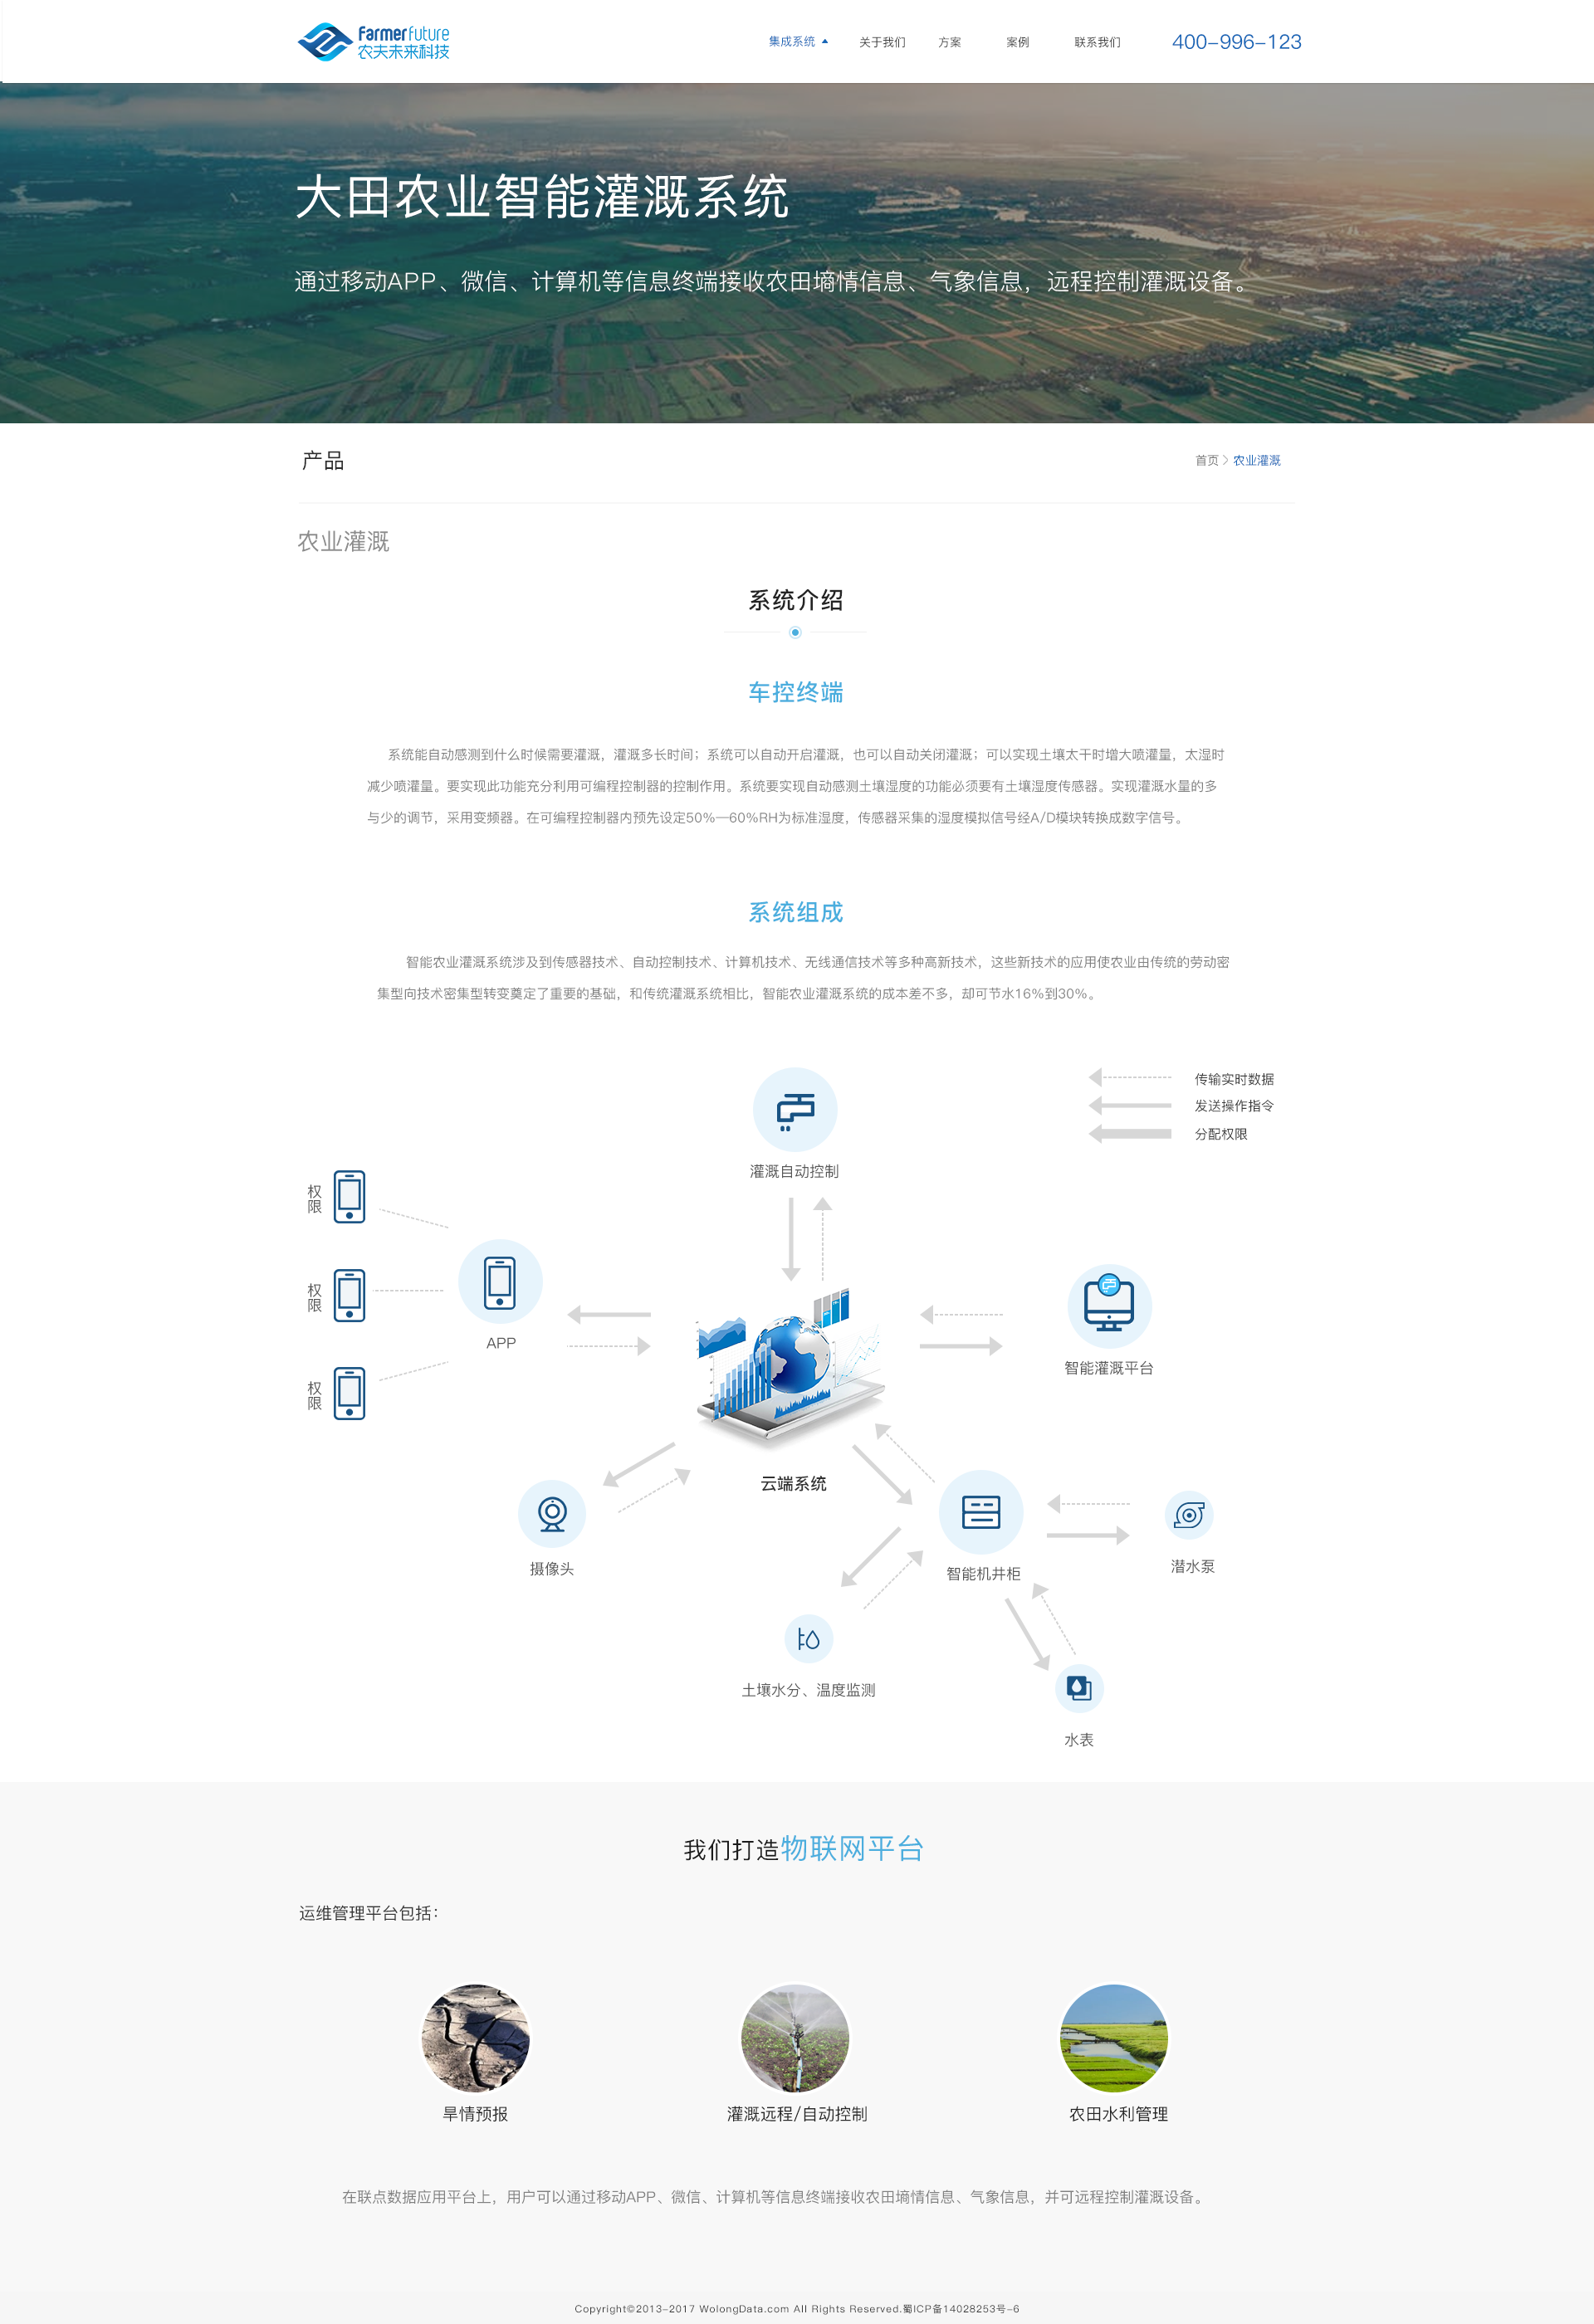 Farmerfuture
农夫未来科技
集成系统 关于我们 方案 案例 联系我们 400-996-123
大田农业智能灌溉系统
通过移动APP、微信、计算机等信息终端接收农田墒情信息、气象信息，远程控制灌溉设备。
产品
首页 〉 农业灌溉
农业灌溉
系统介绍
车控终端
系统能自动感测到什么时候需要灌溉，灌溉多长时间；系统可以自动开启灌溉，也可以自动关闭灌溉；可以实现土壤太干时增大喷灌量，太湿时
减少喷灌量。要实现此功能充分利用可编程控制器的控制作用。系统要实现自动感测土壤湿度的功能必须要有土壤湿度传感器。实现灌溉水量的多
与少的调节，采用变频器。在可编程控制器内预先设定50%—60%RH为标准湿度，传感器采集的湿度模拟信号经A/D模块转换成数字信号。
系统组成
智能农业灌溉系统涉及到传感器技术、自动控制技术、计算机技术、无线通信技术等多种高新技术，这些新技术的应用使农业由传统的劳动密
集型向技术密集型转变奠定了重要的基础，和传统灌溉系统相比，智能农业灌溉系统的成本差不多，却可节水16%到30%。
传输实时数据
发送操作指令
分配权限
灌溉自动控制
权限
权限
权限
APP
智能灌溉平台
云端系统
摄像头
智能机井柜
潜水泵
土壤水分、温度监测
水表
我们打造物联网平台
运维管理平台包括：
旱情预报
灌溉远程/自动控制
农田水利管理
在联点数据应用平台上，用户可以通过移动APP、微信、计算机等信息终端接收农田墒情信息、气象信息，并可远程控制灌溉设备。
Copyright©2013-2017 WolongData.com All Rights Reserved.蜀ICP备14028253号-6